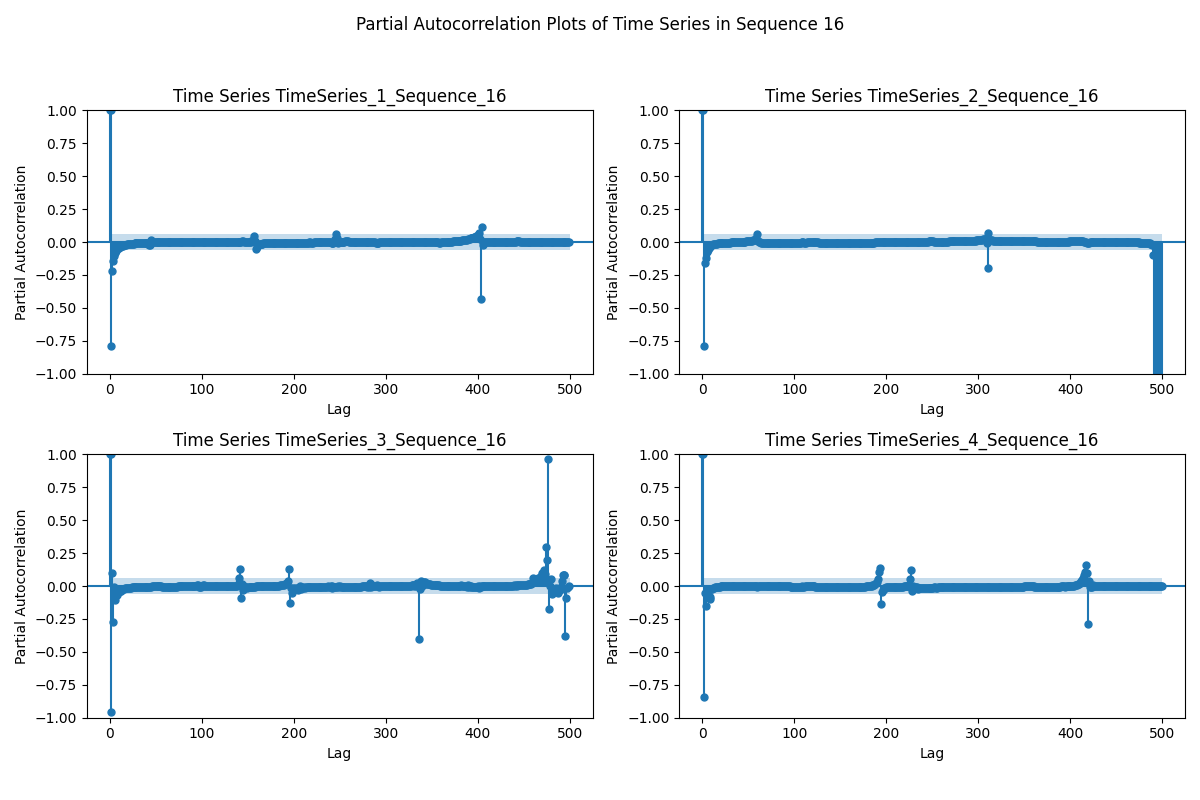 Partial Autocorrelation Plots of Time Series in Sequence 16
Time Series TimeSeries_1_Sequence_16
1.00
0.75
0.50
0.25
0.00
−0.25
−0.50
−0.75
−1.00
Partial Autocorrelation
0 100 200 300 400 500
Lag
Time Series TimeSeries_2_Sequence_16
1.00
0.75
0.50
0.25
0.00
−0.25
−0.50
−0.75
−1.00
Partial Autocorrelation
0 100 200 300 400 500
Lag
Time Series TimeSeries_3_Sequence_16
1.00
0.75
0.50
0.25
0.00
−0.25
−0.50
−0.75
−1.00
Partial Autocorrelation
0 100 200 300 400 500
Lag
Time Series TimeSeries_4_Sequence_16
1.00
0.75
0.50
0.25
0.00
−0.25
−0.50
−0.75
−1.00
Partial Autocorrelation
0 100 200 300 400 500
Lag